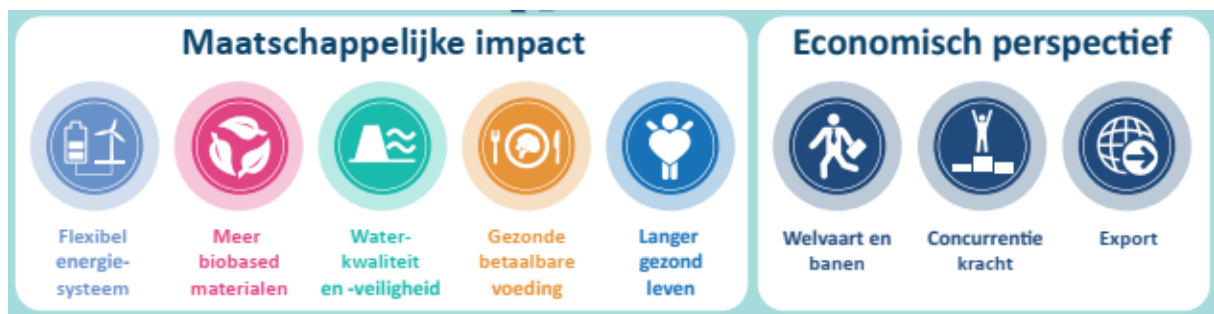 Maatschappelijke impact
Flexibel
energie-
systeem
Meer
biobased
materialen
Water-
kwaliteit
en -veiligheid
Gezonde
betaalbare
voeding
Langer
gezond
leven
Economisch perspectief
Welvaart en
banen
Concurrentie
kracht
Export